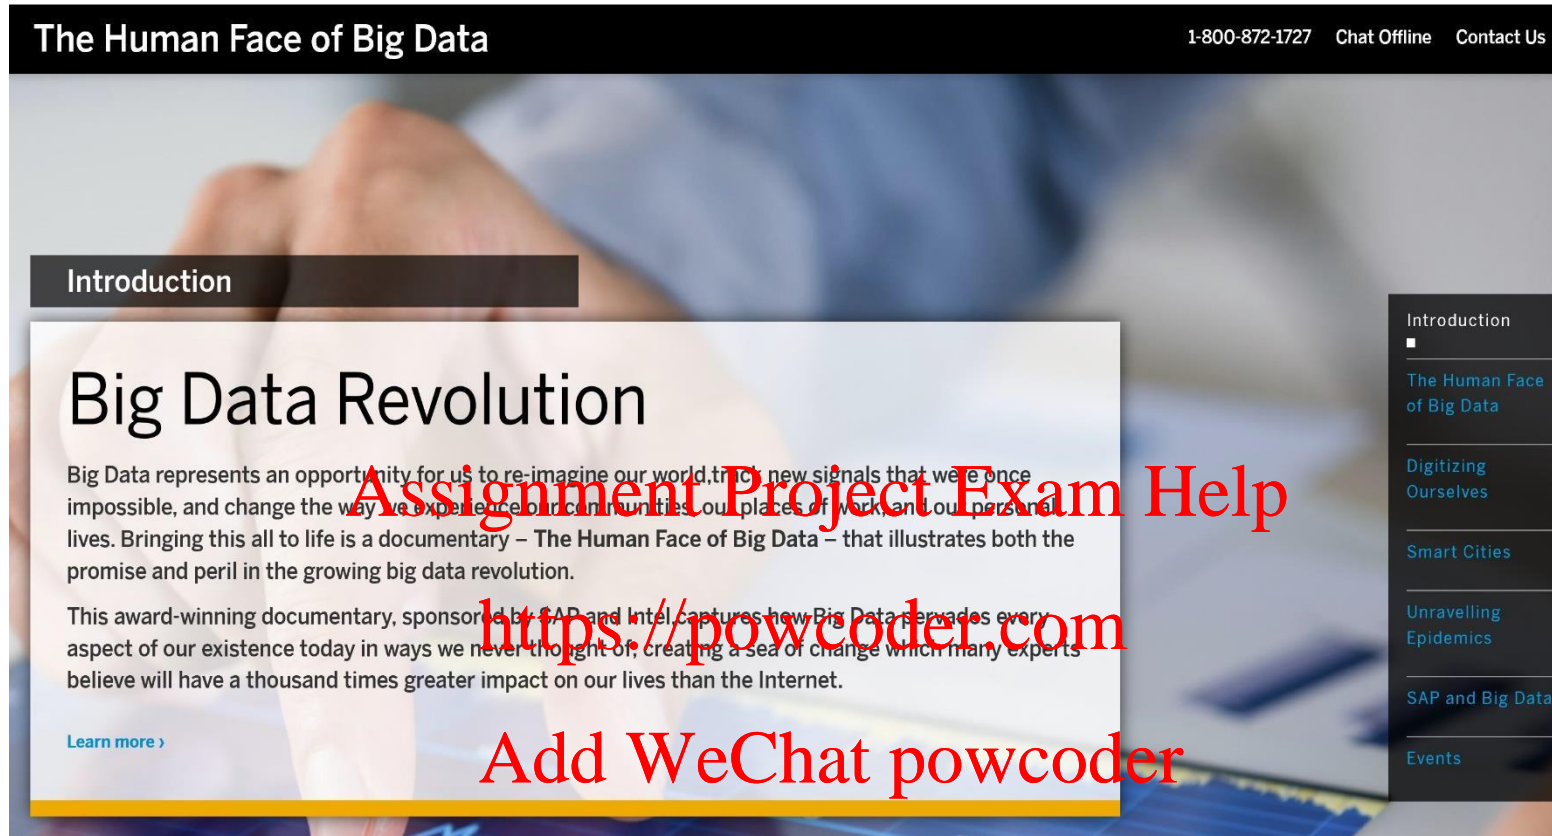 The Human Face of Big Data
1-800-872-1727 Chat Offline Contact Us
Introduction
Big Data Revolution
Big Data represents an opportunity for us to re-imagine our world,track new signals that were once
impossible, and change the way we experience our communities, our places of work, and our personal
lives. Bringing this all to life is a documentary – The Human Face of Big Data – that illustrates both the
promise and peril in the growing big data revolution.
This award-winning documentary, sponsored by SAP and Intel,captures how Big Data pervades every
aspect of our existence today in ways we never thought of, creating a sea of change which many experts
believe will have a thousand times greater impact on our lives than the Internet.
Learn more ›
Assignment Project Exam Help
https://powcoder.com
Add WeChat powcoder
Introduction
The Human Face
of Big Data
Digitizing
Ourselves
Smart Cities
Unravelling
Epidemics
SAP and Big Data
Events